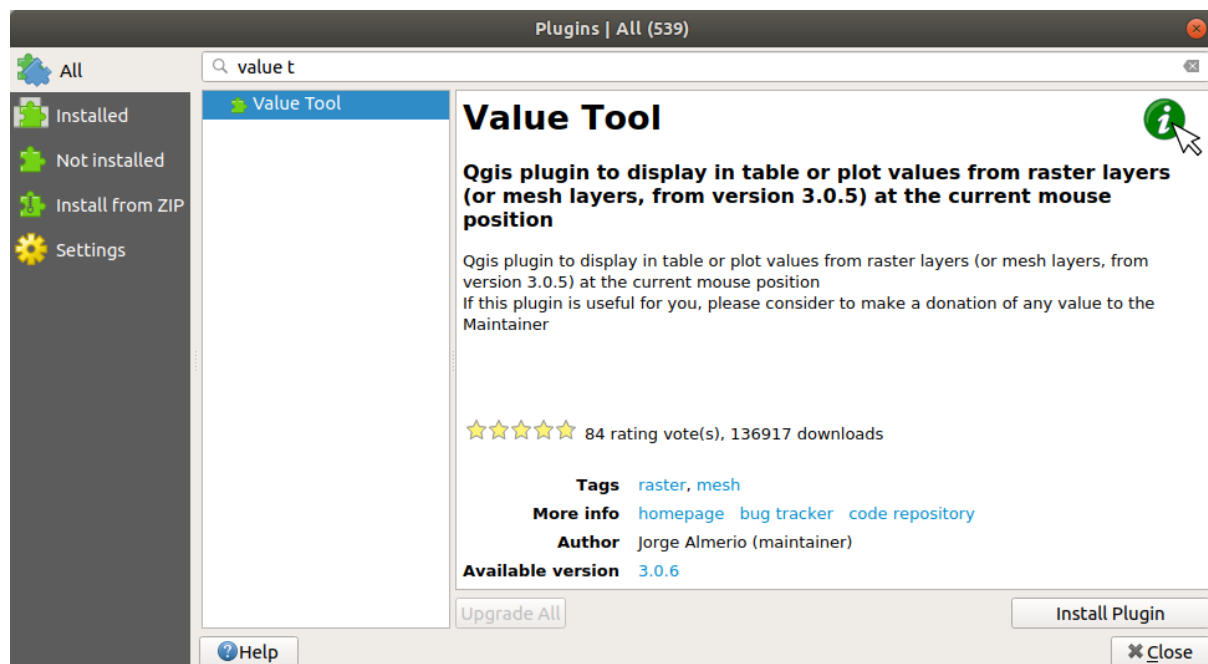 Plugins | All (539)
All
Installed
Not installed
Install from ZIP
Settings
value t
Value Tool
Value Tool
Qgis plugin to display in table or plot values from raster layers
(or mesh layers, from version 3.0.5) at the current mouse
position
Qgis plugin to display in table or plot values from raster layers (or mesh layers, from
version 3.0.5) at the current mouse position
If this plugin is useful for you, please consider to make a donation of any value to the
Maintainer
84 rating vote(s), 136917 downloads
Tags raster, mesh
More info homepage bug tracker code repository
Author Jorge Almerio (maintainer)
Available version 3.0.6
Upgrade All Install Plugin
Help Close